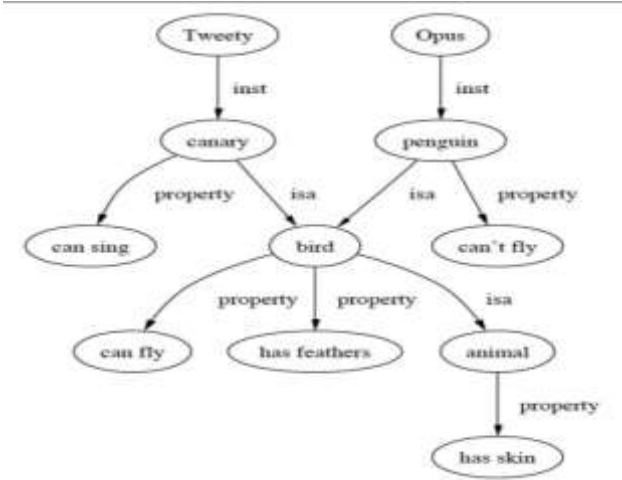 Tweety Opus
inst inst
canary penguin
property isa isa property
can sing bird can't fly
property property isa
can fly has feathers animal
property
has skin